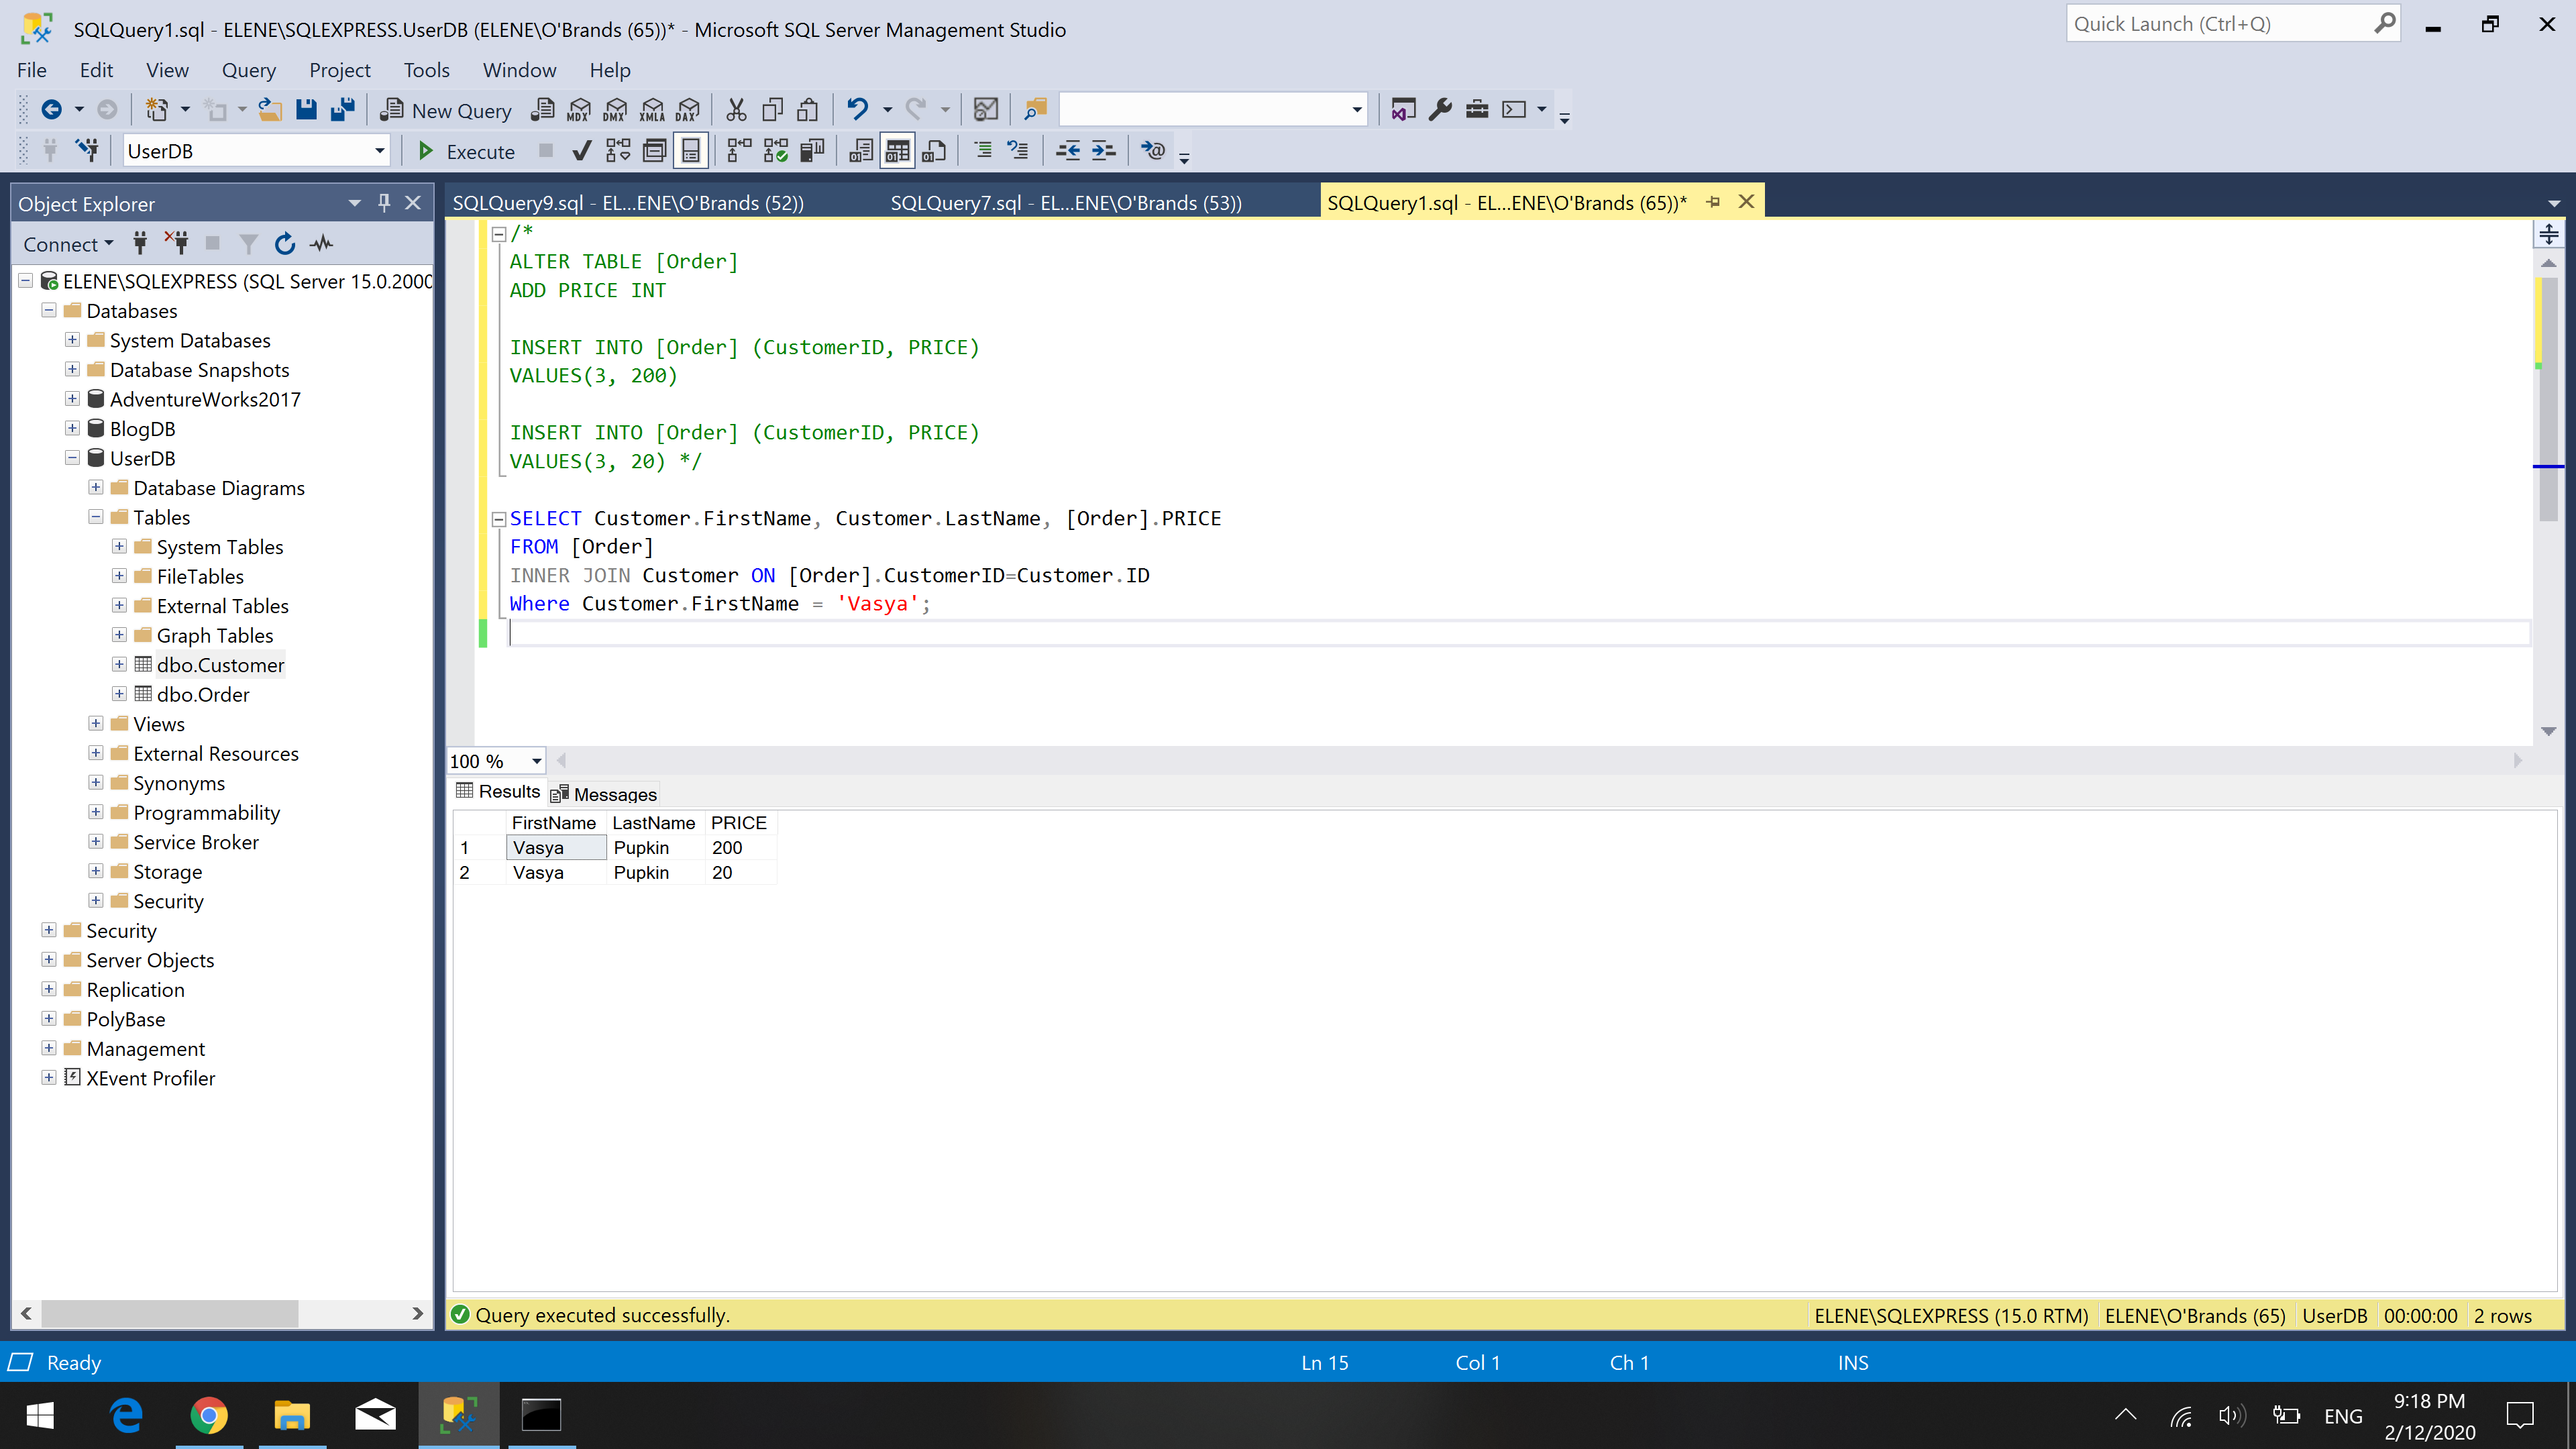 SQLQuery1.sql - ELENE\SQLEXPRESS.UserDB (ELENE\O'Brands (65))* - Microsoft SQL Server Management Studio
Quick Launch (Ctrl+Q)
File Edit View Query Project Tools Window Help
New Query MDX DMX XMLA DAX
UserDB Execute
Object Explorer
Connect
ELENE\SQLEXPRESS (SQL Server 15.0.2000
Databases
System Databases
Database Snapshots
AdventureWorks2017
BlogDB
UserDB
Database Diagrams
Tables
System Tables
FileTables
External Tables
Graph Tables
dbo.Customer
dbo.Order
Views
External Resources
Synonyms
Programmability
Service Broker
Storage
Security
Security
Server Objects
Replication
PolyBase
Management
XEvent Profiler
SQLQuery9.sql - EL...ENE\O'Brands (52)) SQLQuery7.sql - EL...ENE\O'Brands (53)) SQLQuery1.sql - EL...ENE\O'Brands (65))*
/*
ALTER TABLE [Order]
ADD PRICE INT
INSERT INTO [Order] (CustomerID, PRICE)
VALUES(3, 200)
INSERT INTO [Order] (CustomerID, PRICE)
VALUES(3, 20) */
SELECT Customer.FirstName, Customer.LastName, [Order].PRICE
FROM [Order]
INNER JOIN Customer ON [Order].CustomerID=Customer.ID
Where Customer.FirstName = 'Vasya';
100 %
Results Messages
FirstName LastName PRICE
1 Vasya Pupkin 200
2 Vasya Pupkin 20
Query executed successfully. ELENE\SQLEXPRESS (15.0 RTM) ELENE\O'Brands (65) UserDB 00:00:00 2 rows
Ready Ln 15 Col 1 Ch 1 INS
ENG 9:18 PM
2/12/2020